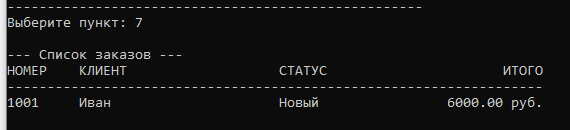 ----------------------------------------------------
Выберите пункт: 7
--- Список заказов ---
НОМЕР КЛИЕНТ СТАТУС ИТОГО
-------------------------------------------------------------------
1001 Иван Новый 6000.00 руб.